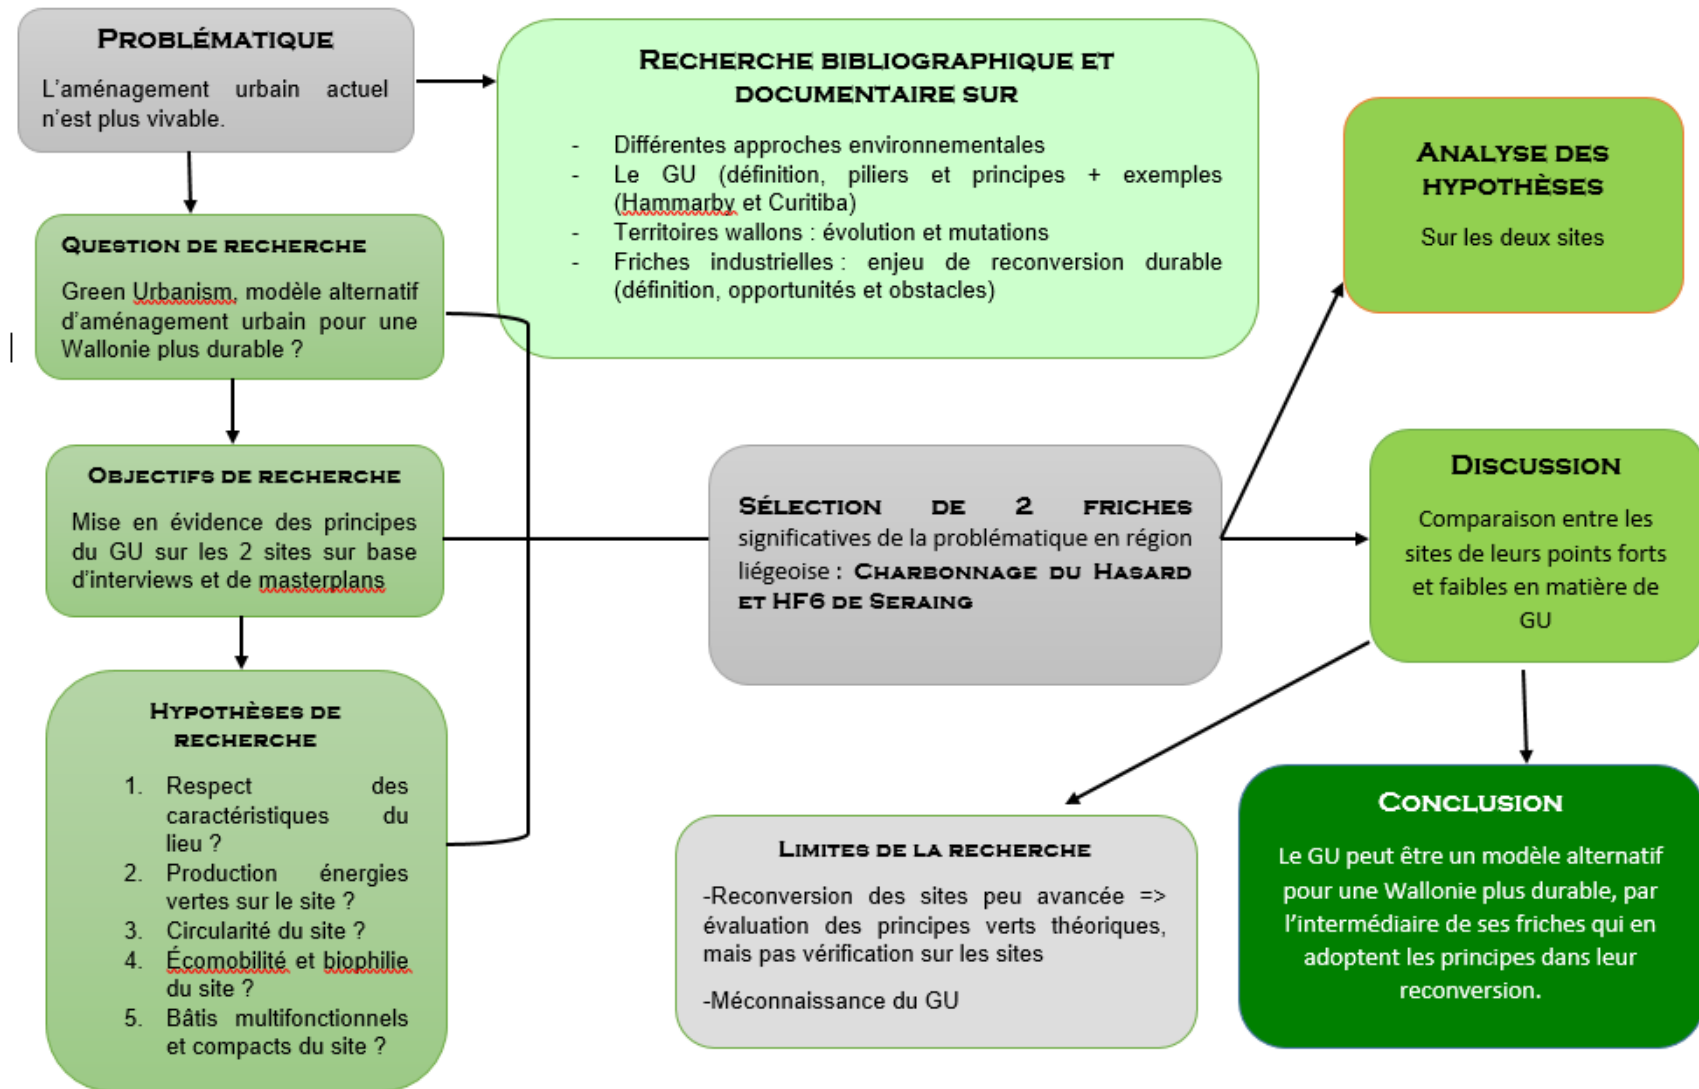 PROBLÉMATIQUE
L'aménagement urbain actuel
n'est plus vivable.
RECHERCHE BIBLIOGRAPHIQUE ET
DOCUMENTAIRE SUR
- Différentes approches environnementales
- Le GU (définition, piliers et principes + exemples
(Hammarby et Curitiba)
- Territoires wallons : évolution et mutations
- Friches industrielles : enjeu de reconversion durable
(définition, opportunités et obstacles)
ANALYSE DES
HYPOTHÈSES
Sur les deux sites
QUESTION DE RECHERCHE
Green Urbanism, modèle alternatif
d'aménagement urbain pour une
Wallonie plus durable ?
OBJECTIFS DE RECHERCHE
Mise en évidence des principes
du GU sur les 2 sites sur base
d'interviews et de masterplans
SÉLECTION DE 2 FRICHES
significatives de la problématique en région
liégeoise : CHARBONNAGE DU HASARD
ET HF6 DE SERAING
DISCUSSION
Comparaison entre les
sites de leurs points forts
et faibles en matière de
GU
HYPOTHÈSES DE
RECHERCHE
1. Respect des
caractéristiques du
lieu ?
2. Production énergies
vertes sur le site ?
3. Circularité du site ?
4. Écomobilité et biophilie
du site ?
5. Bâtis multifonctionnels
et compacts du site ?
LIMITES DE LA RECHERCHE
-Reconversion des sites peu avancée =>
évaluation des principes verts théoriques,
mais pas vérification sur les sites
-Méconnaissance du GU
CONCLUSION
Le GU peut être un modèle alternatif
pour une Wallonie plus durable, par
l'intermédiaire de ses friches qui en
adoptent les principes dans leur
reconversion.